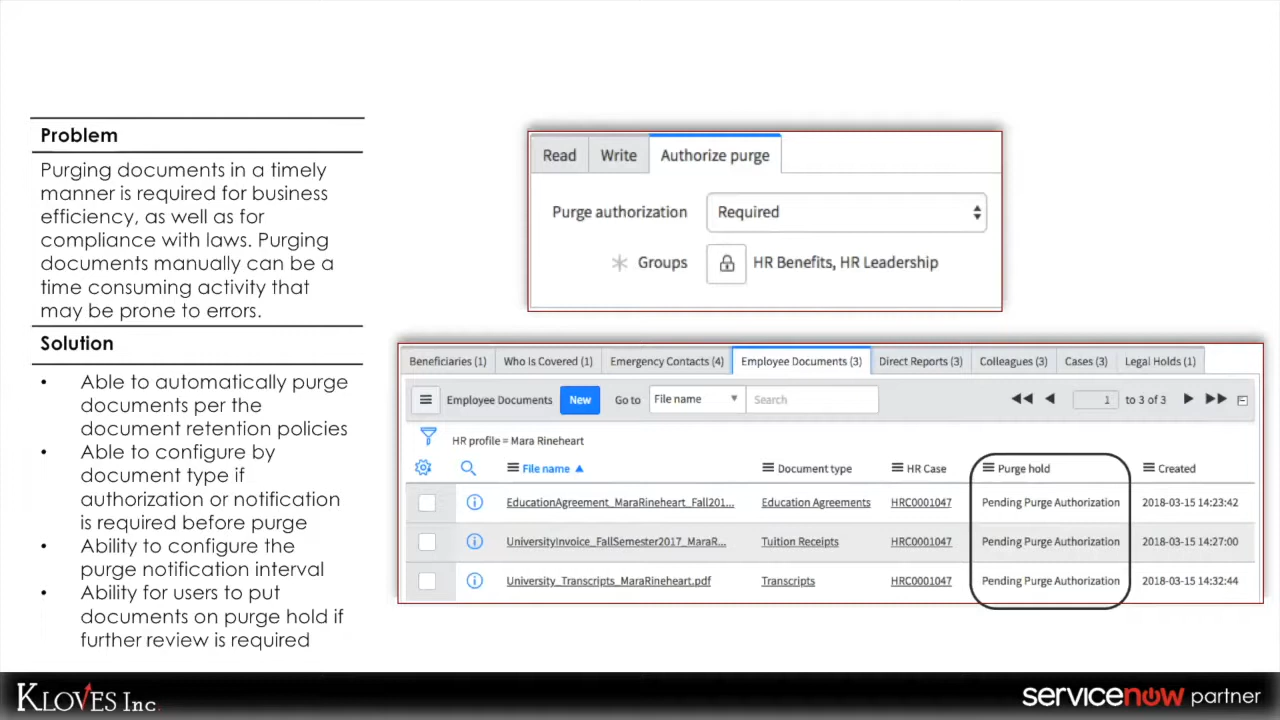 Problem
Purging documents in a timely
manner is required for business
efficiency, as well as for
compliance with laws. Purging
documents manually can be a
time consuming activity that
may be prone to errors.
Solution
• Able to automatically purge
documents per the
document retention policies
• Able to configure by
document type if
authorization or notification
is required before purge
• Ability to configure the
purge notification interval
• Ability for users to put
documents on purge hold if
further review is required
Read Write Authorize purge
Purge authorization Required
Groups HR Benefits, HR Leadership
Beneficiaries (1) Who Is Covered (1) Emergency Contacts (4) Employee Documents (3) Direct Reports (3) Colleagues (3) Cases (3) Legal Holds (1)
Employee Documents New Go to File name Search 1 to 3 of 3
HR profile = Mara Rineheart
File name Document type HR Case Purge hold Created
EducationAgreement_MaraRineheart_Fall201... Education Agreements HRC0001047 Pending Purge Authorization 2018-03-15 14:23:42
UniversityInvoice_FallSemester2017_MaraR... Tuition Receipts HRC0001047 Pending Purge Authorization 2018-03-15 14:27:00
University_Transcripts_MaraRineheart.pdf Transcripts HRC0001047 Pending Purge Authorization 2018-03-15 14:32:44
KLOVES INC. servicenow partner